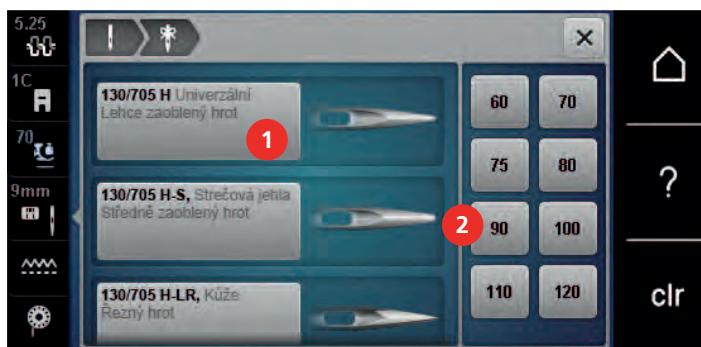 5.25
1C
70
9mm
130/705 H Univerzální
Lehce zaoblený hrot
1
130/705 H-S, Strečová jehla
Středně zaoblený hrot
2
130/705 H-LR, Kůže
Řezný hrot
60 70
75 80
90 100
110 120
?
clr